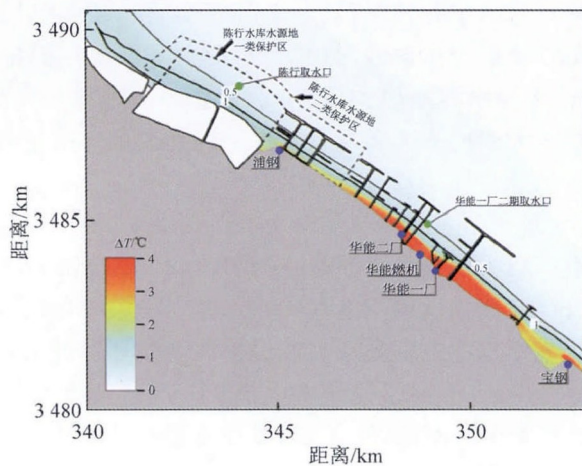 3 490
陈行水库水源地
一类保护区
陈行取水口
陈行水库水源地
二类保护区
0.5
1
浦钢
3 485
距离/km
华能一厂二期取水口
华能二厂
华能燃机
华能一厂
0.5
1
ΔT/℃
4
3
2
1
0
宝钢
3 480
340
345
350
距离/km